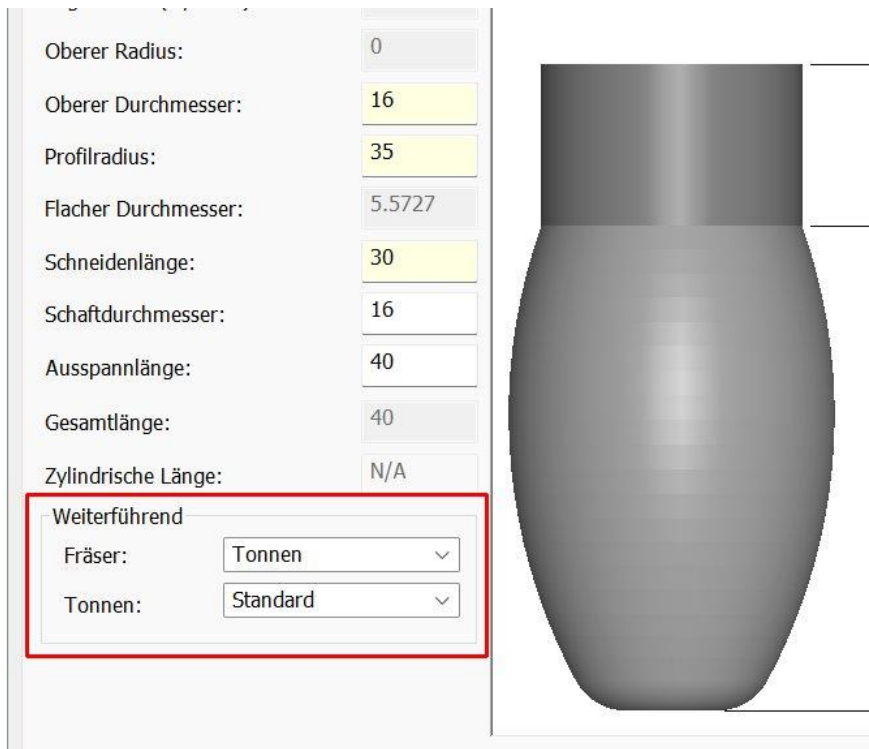 Oberer Radius: 0
Oberer Durchmesser: 16
Profilradius: 35
Flacher Durchmesser: 5.5727
Schneidenlänge: 30
Schaftdurchmesser: 16
Ausspannlänge: 40
Gesamtlänge: 40
Zylindrische Länge: N/A
Weiterführend
Fräser: Tonnen
Tonnen: Standard